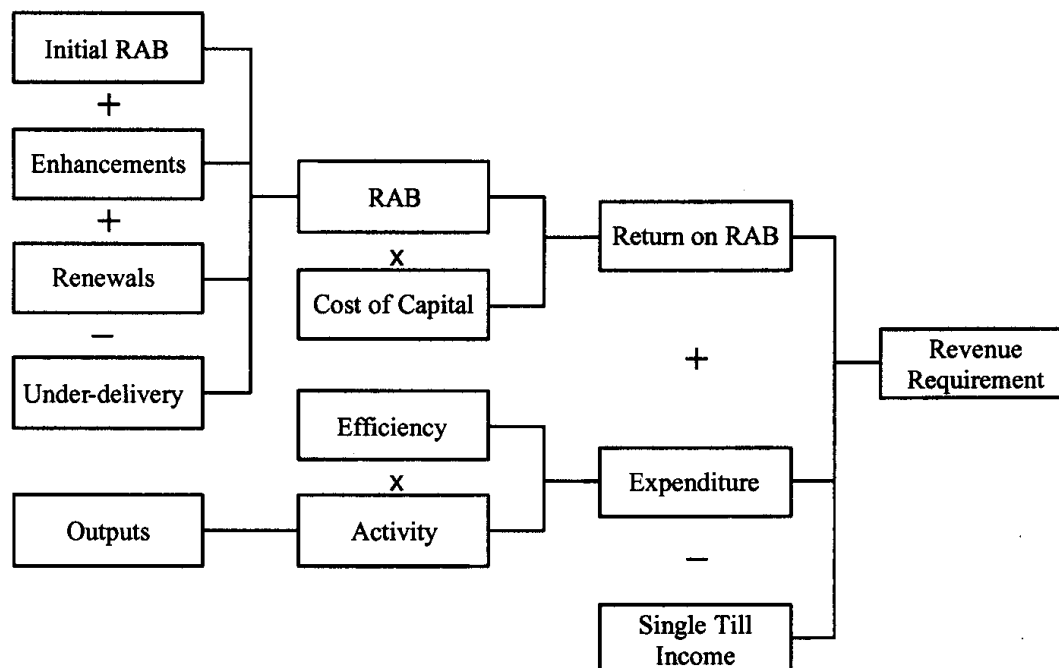 Initial RAB
+
Enhancements
+
Renewals
−
Under-delivery
Outputs
RAB
x
Cost of Capital
Efficiency
x
Activity
Return on RAB
+
Expenditure
−
Single Till
Income
Revenue
Requirement